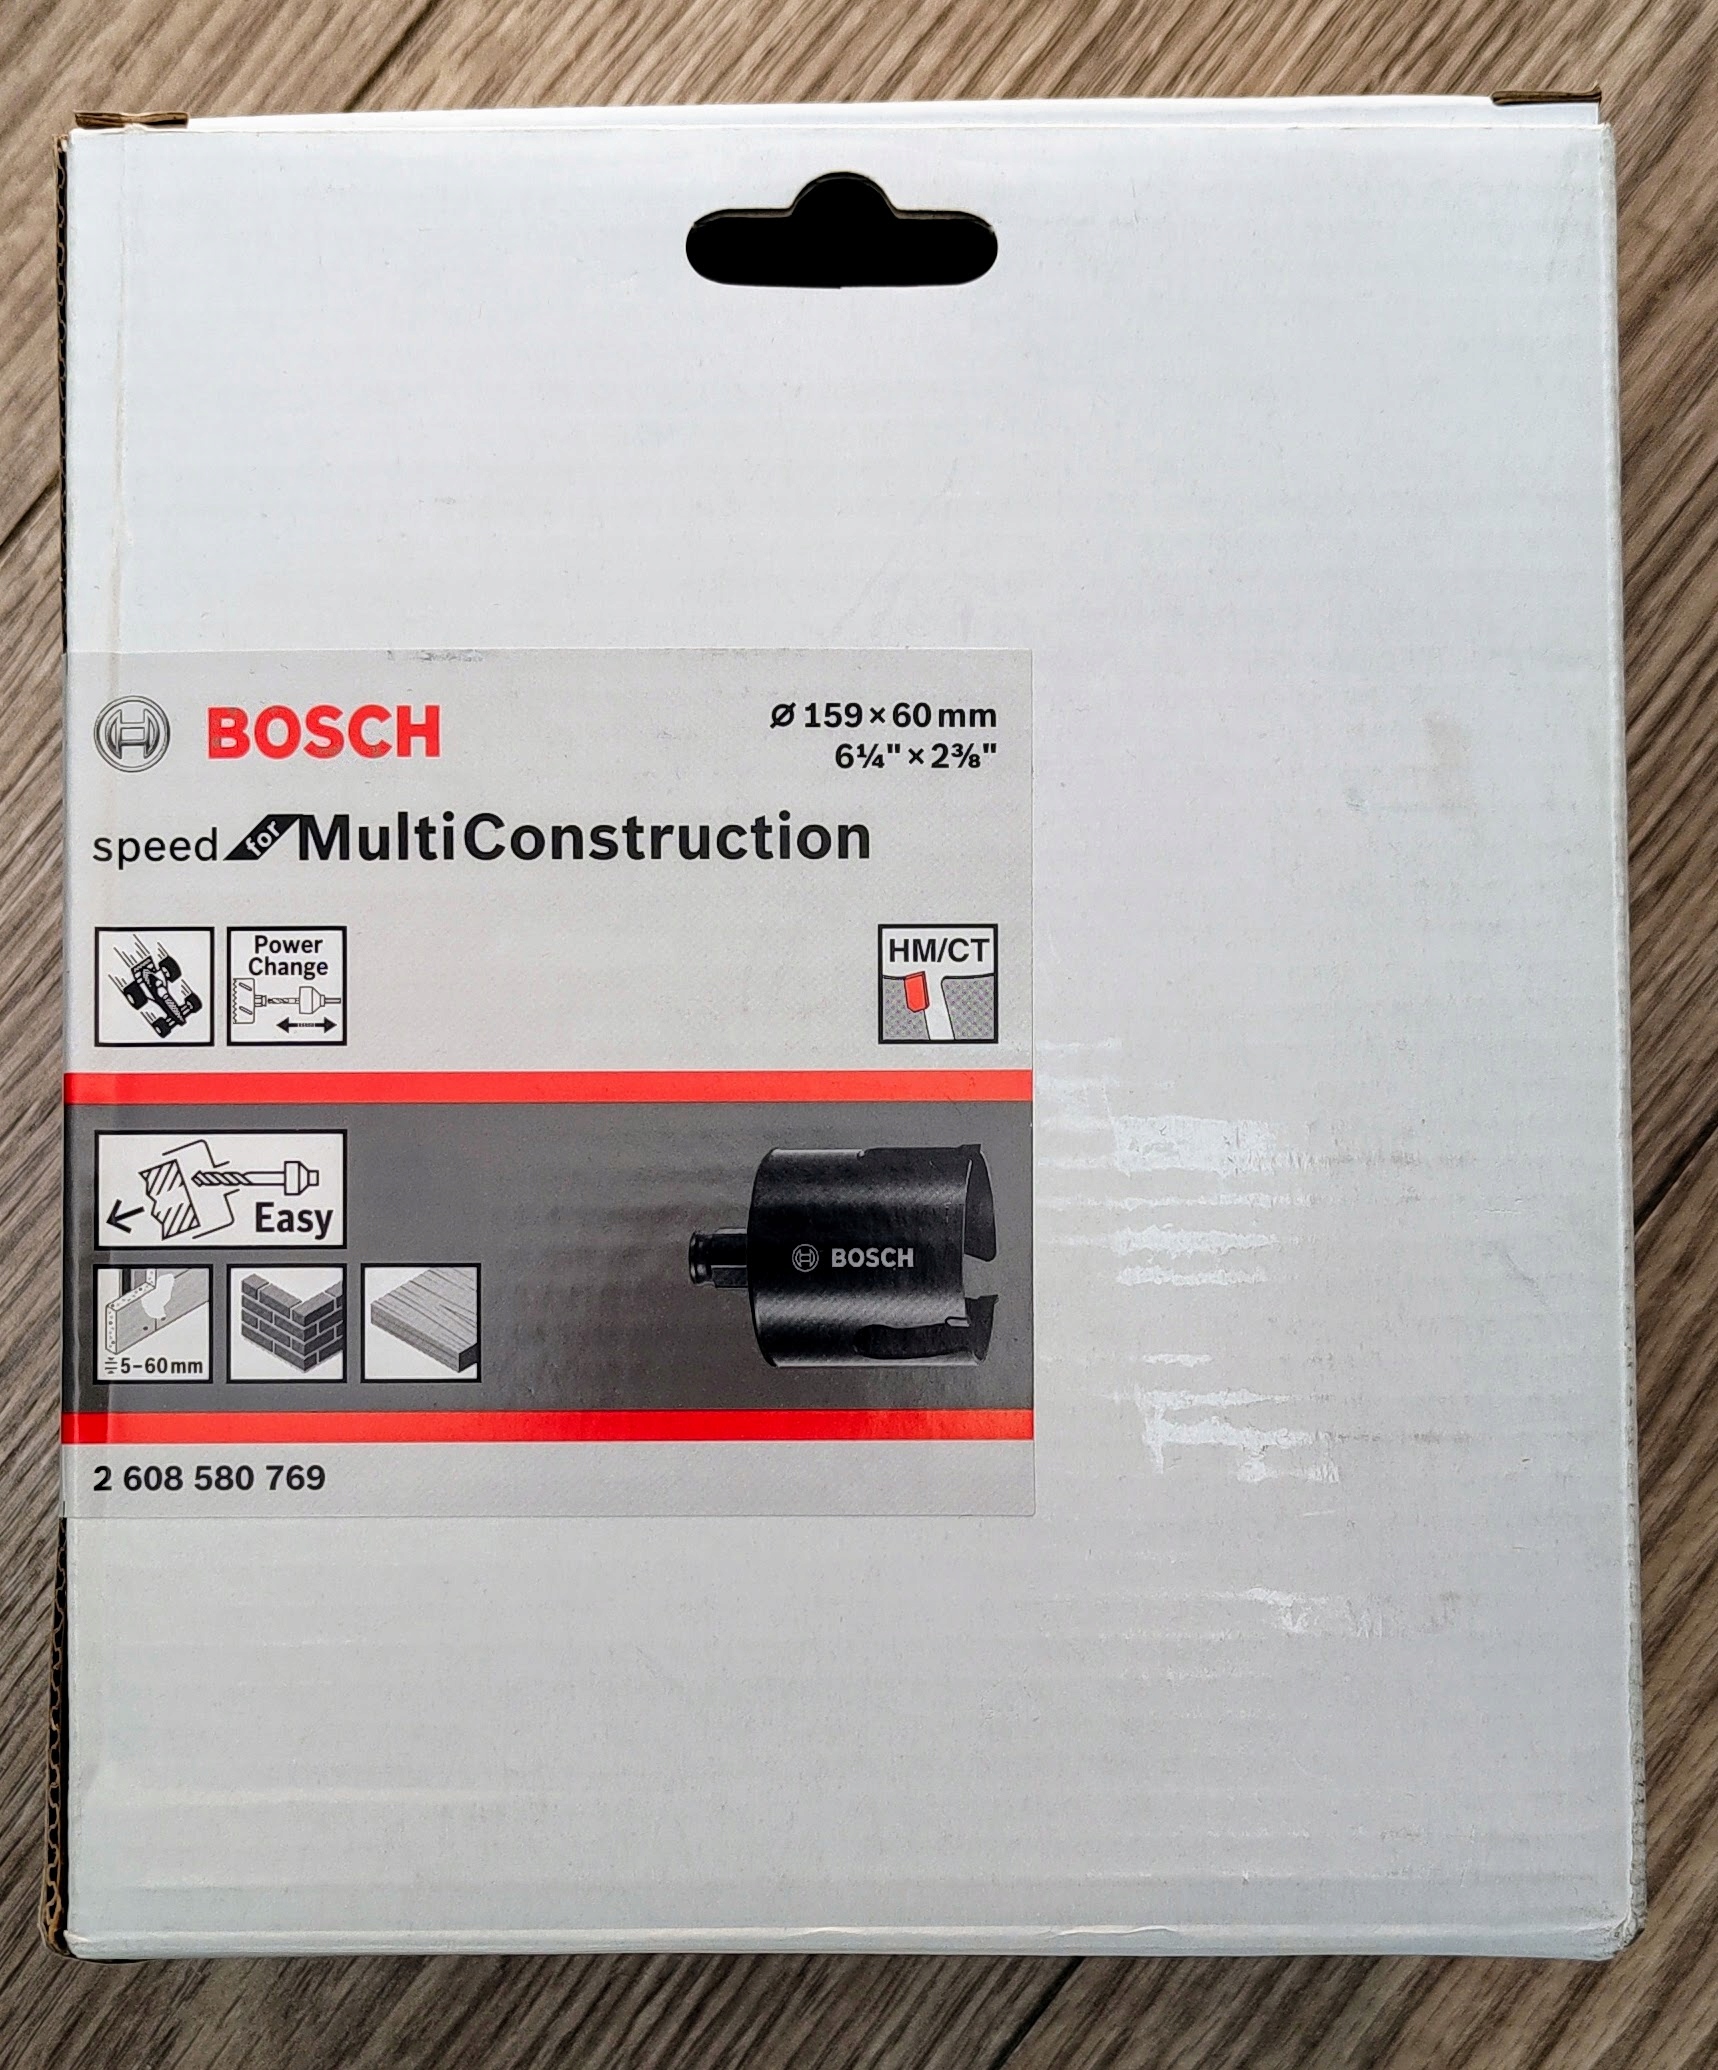 BOSCH
Ø 159 × 60 mm
6¼" × 2⅜"
speed for MultiConstruction
Power
Change
HM/CT
Easy
BOSCH
5–60 mm
2 608 580 769